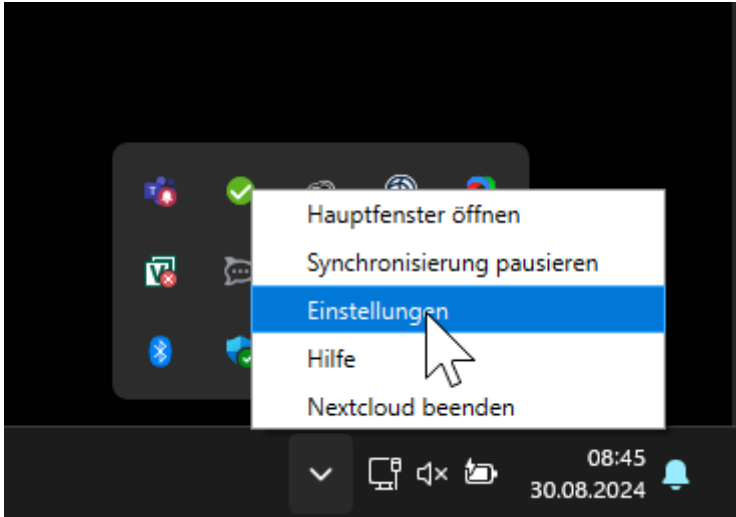 Hauptfenster öffnen
Synchronisierung pausieren
Einstellungen
Hilfe
Nextcloud beenden
08:45
30.08.2024